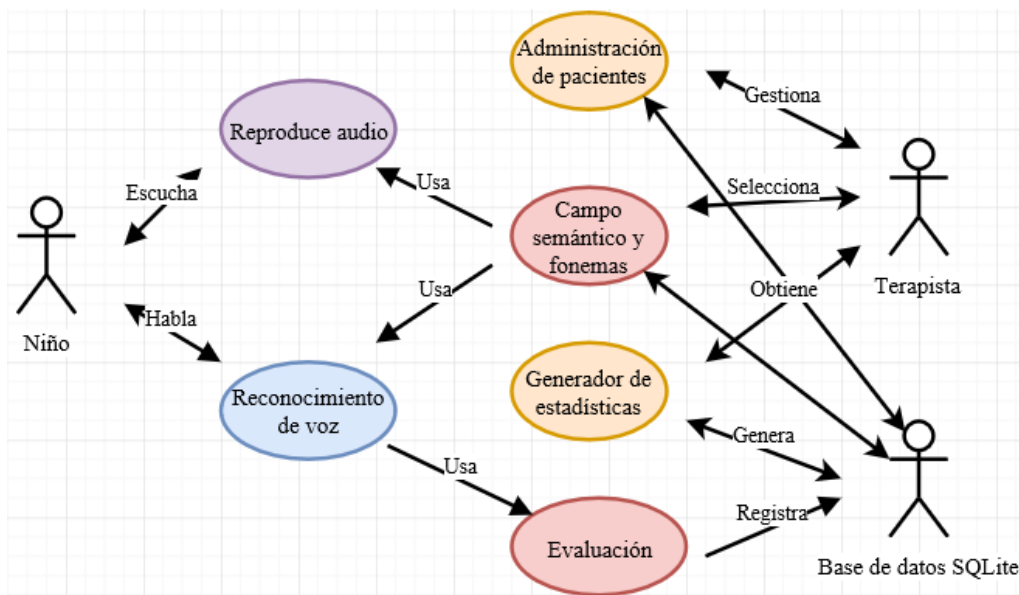 Administración
de pacientes
Gestiona
Reproduce audio
Escucha
Usa
Selecciona
Campo
semántico y
fonemas
Terapista
Niño
Habla
Usa
Obtiene
Reconocimiento
de voz
Generador de
estadísticas
Genera
Usa
Registra
Evaluación
Base de datos SQLite